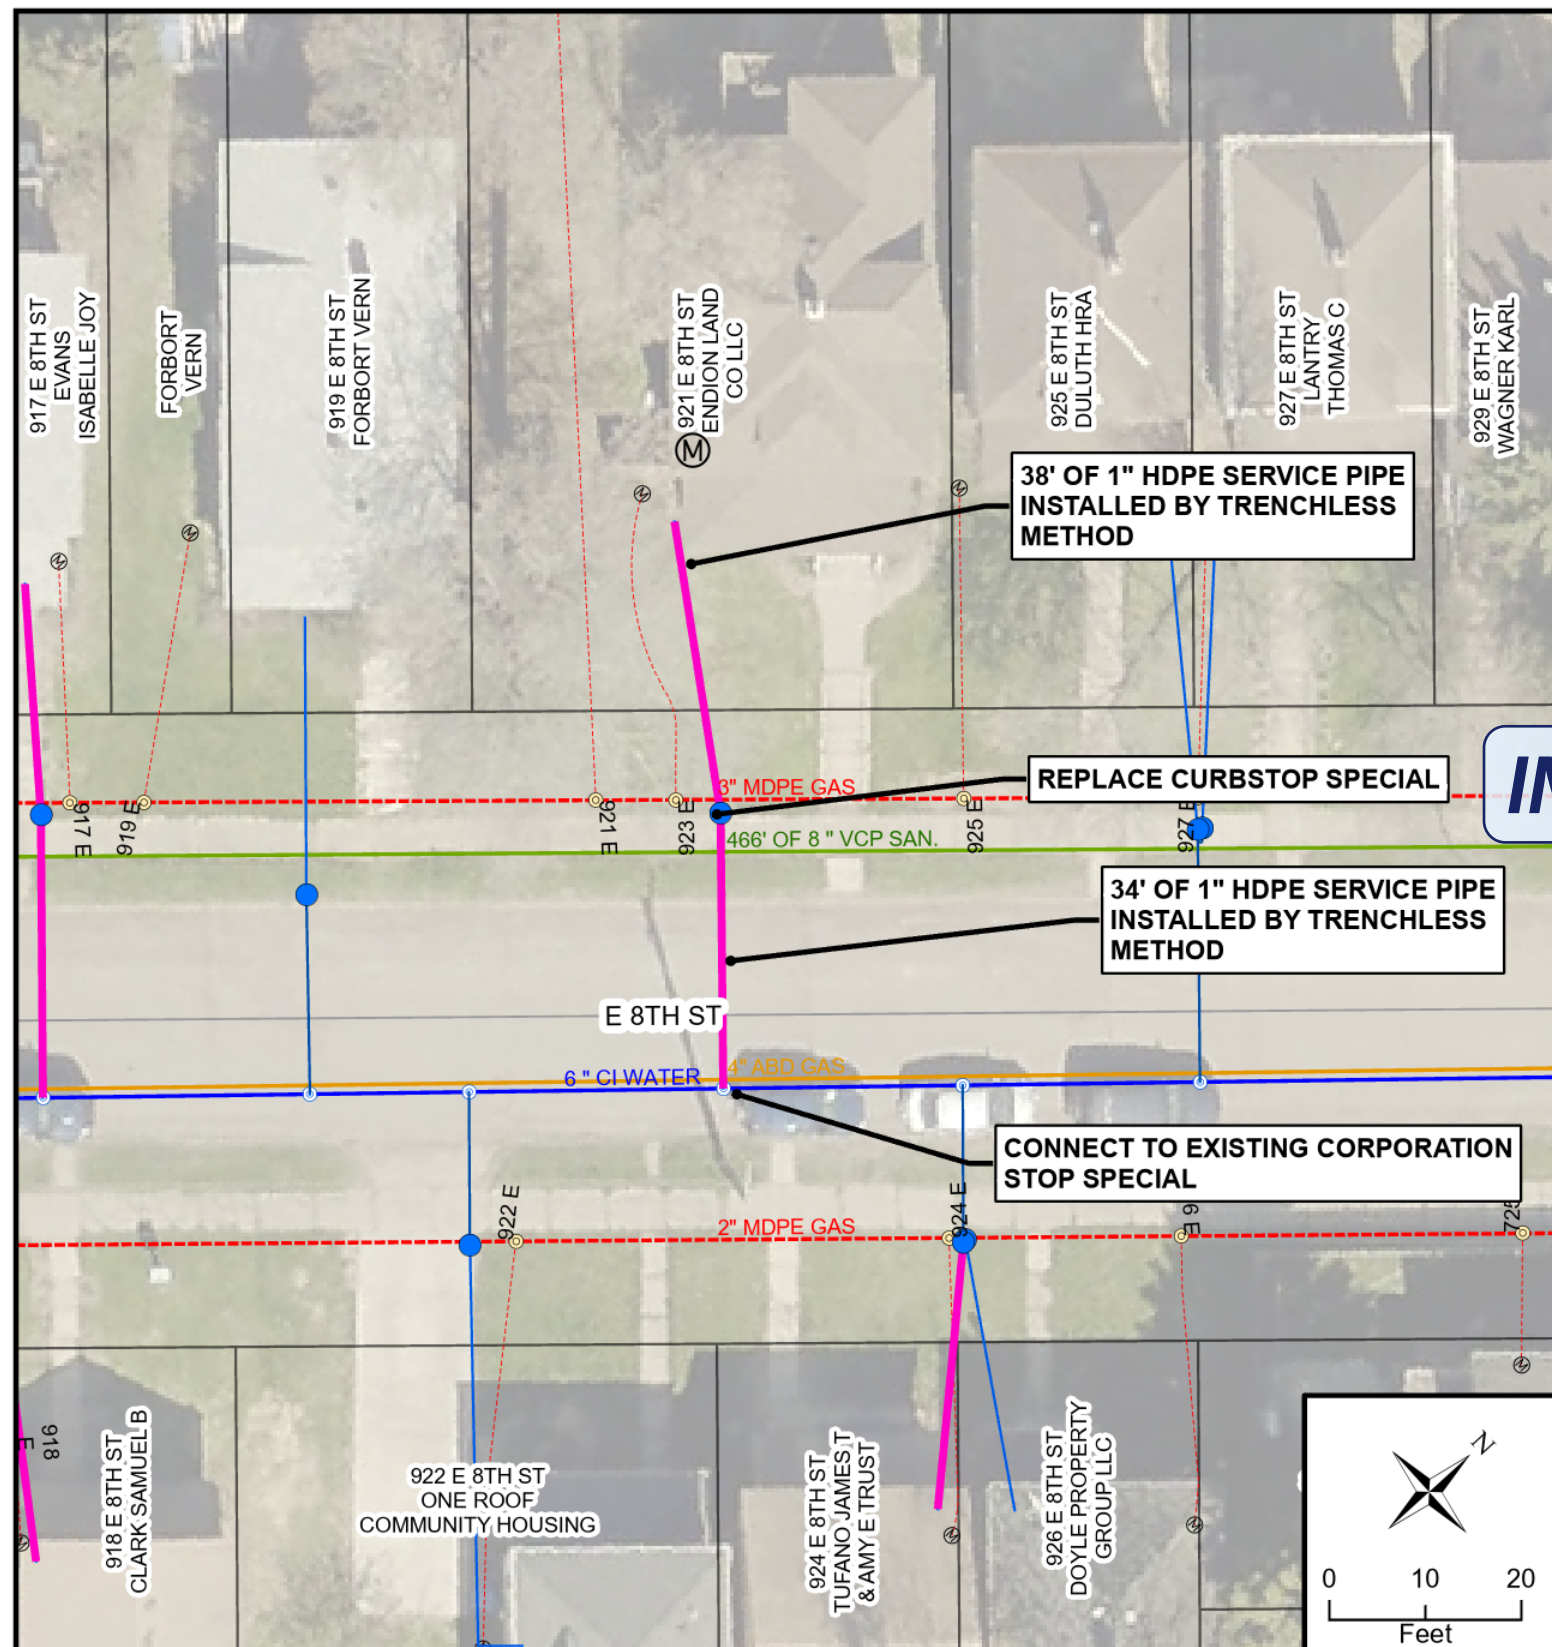 917 E 8TH ST
EVANS
ISABELLE JOY
FORBORT
VERN
919 E 8TH ST
FORBORT VERN
921 E 8TH ST
ENDION LAND
CO LLC
M
925 E 8TH ST
DULUTH HRA
927 E 8TH ST
LANTRY
THOMAS C
929 E 8TH ST
WAGNER KARL
38' OF 1" HDPE SERVICE PIPE
INSTALLED BY TRENCHLESS
METHOD
M
M
M
M
REPLACE CURBSTOP SPECIAL
3" MDPE GAS
917 E
919 E
921 E
923 E
925 E
927 E
466' OF 8 " VCP SAN.
34' OF 1" HDPE SERVICE PIPE
INSTALLED BY TRENCHLESS
METHOD
E 8TH ST
6 " CI WATER
4" ABD GAS
CONNECT TO EXISTING CORPORATION
STOP SPECIAL
922 E
2" MDPE GAS
924 E
918 E
918 E 8TH ST
CLARK SAMUEL B
922 E 8TH ST
ONE ROOF
COMMUNITY HOUSING
924 E 8TH ST
TUFANO JAMES T
& AMY E TRUST
926 E 8TH ST
DOYLE PROPERTY
GROUP LLC
M
M
M
M
N
0 10 20
Feet